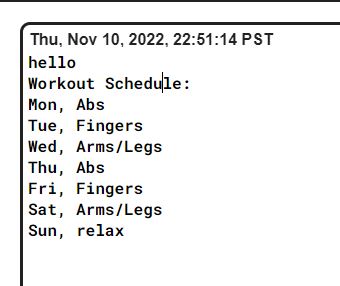 Thu, Nov 10, 2022, 22:51:14 PST
hello
Workout Schedule:
Mon, Abs
Tue, Fingers
Wed, Arms/Legs
Thu, Abs
Fri, Fingers
Sat, Arms/Legs
Sun, relax